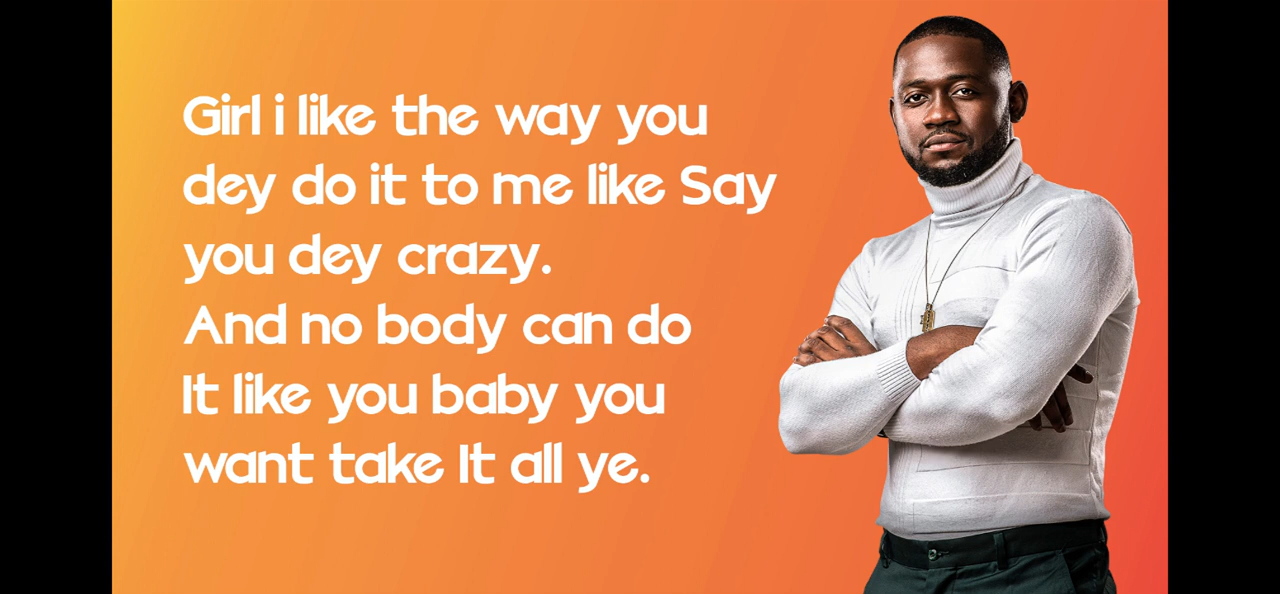 Girl i like the way you
dey do it to me like Say
you dey crazy.
And no body can do
It like you baby you
want take It all ye.